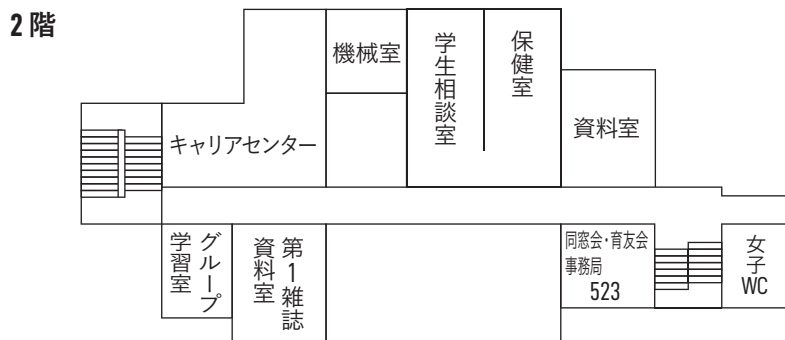 2階
機械室
学生相談室
保健室
資料室
キャリアセンター
グループ
学習室
第1雑誌
資料室
同窓会・育友会
事務局
523
女子
WC